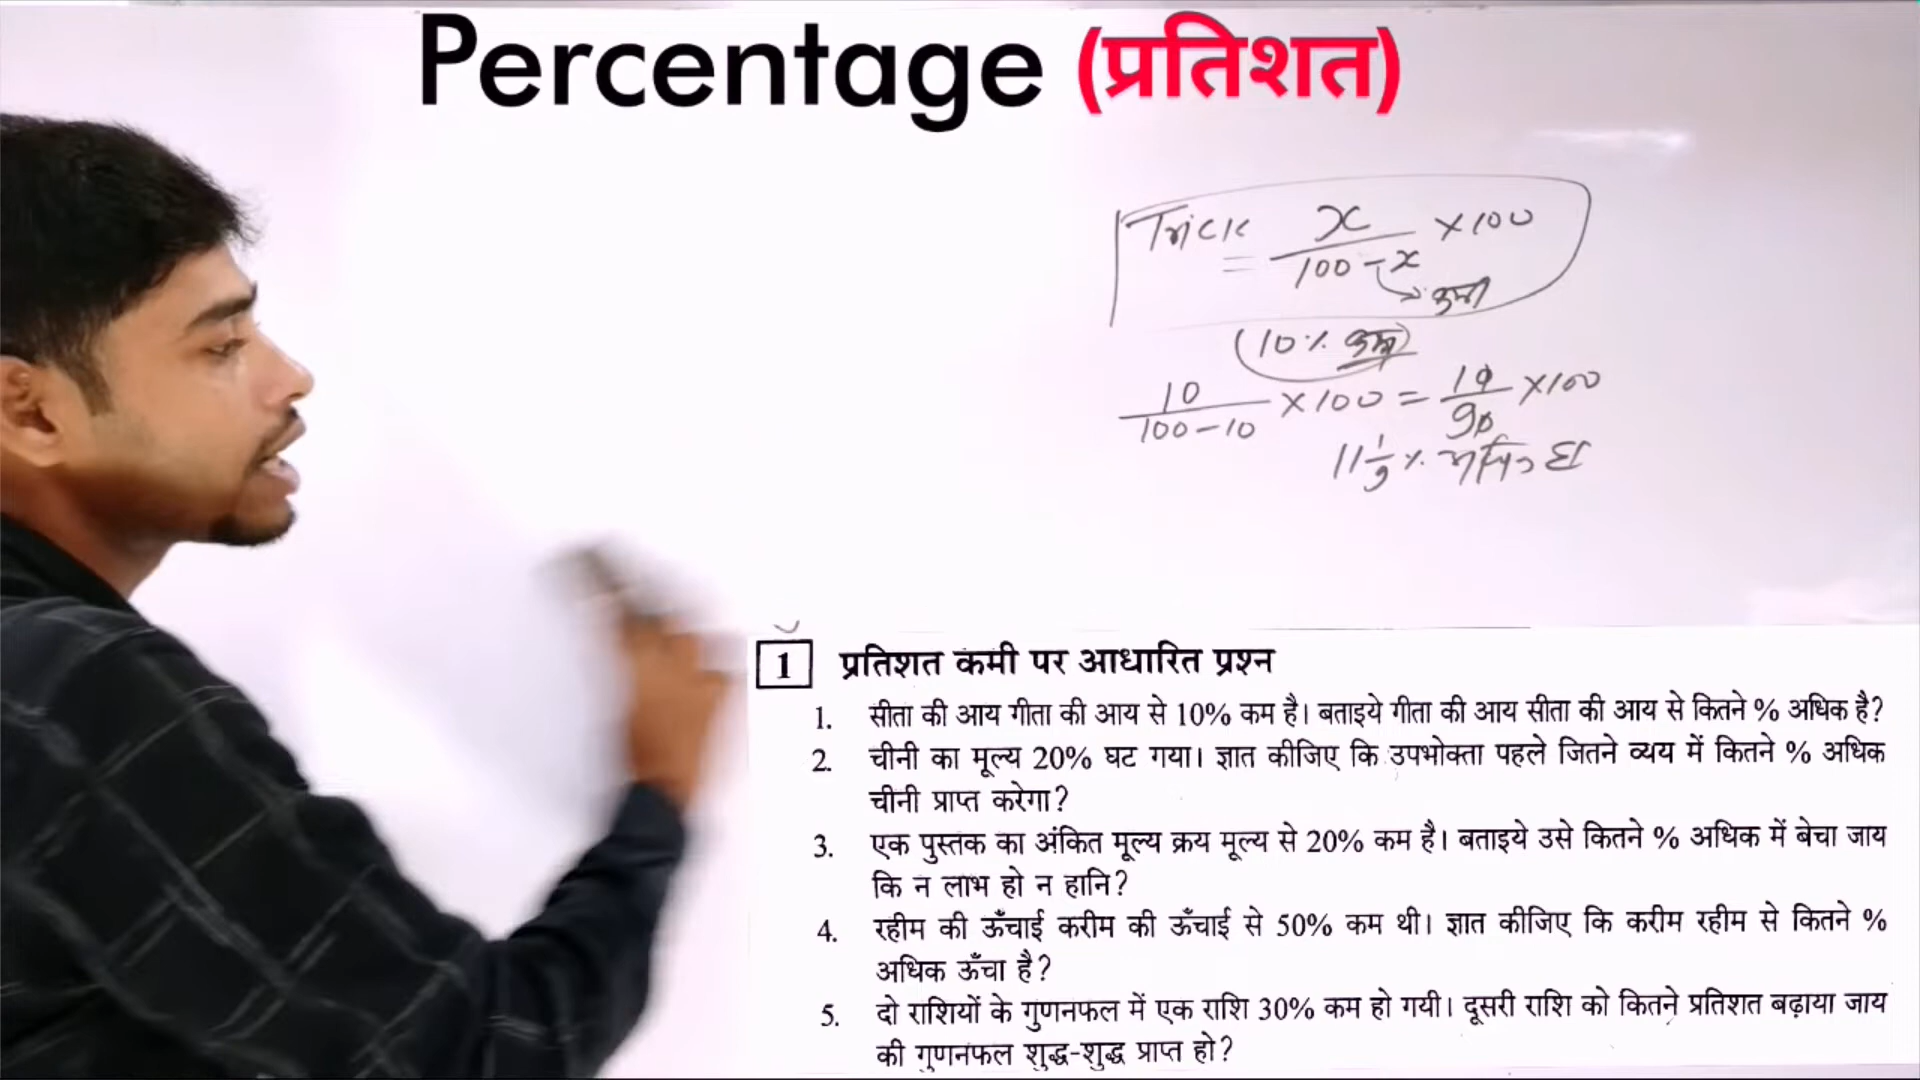 Percentage (प्रतिशत)
Trick = x / 100 - x × 100
कमी
(10% कम)
10 / 100 - 10 × 100 = 10 / 90 × 100
11 1/9 %
1 प्रतिशत कमी पर आधारित प्रश्न
1. सीता की आय गीता की आय से 10% कम है। बताइये गीता की आय सीता की आय से कितने % अधिक है?
2. चीनी का मूल्य 20% घट गया। ज्ञात कीजिए कि उपभोक्ता पहले जितने व्यय में कितने % अधिक
चीनी प्राप्त करेगा?
3. एक पुस्तक का अंकित मूल्य क्रय मूल्य से 20% कम है। बताइये उसे कितने % अधिक में बेचा जाय
कि न लाभ हो न हानि?
4. रहीम की ऊँचाई करीम की ऊँचाई से 50% कम थी। ज्ञात कीजिए कि करीम रहीम से कितने %
अधिक ऊँचा है?
5. दो राशियों के गुणनफल में एक राशि 30% कम हो गयी। दूसरी राशि को कितने प्रतिशत बढ़ाया जाय
की गुणनफल शुद्ध-शुद्ध प्राप्त हो?